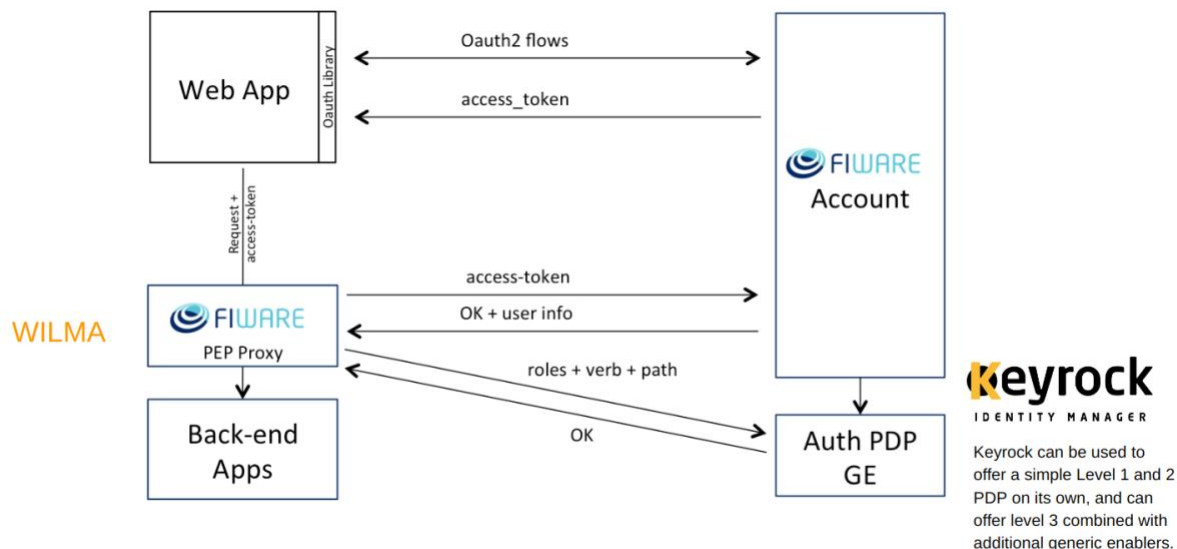 Web App
Oauth Library
Oauth2 flows
access_token
FIWARE
Account
Request +
access-token
WILMA
FIWARE
PEP Proxy
access-token
OK + user info
roles + verb + path
OK
Back-end
Apps
Auth PDP
GE
Keyrock
IDENTITY MANAGER
Keyrock can be used to
offer a simple Level 1 and 2
PDP on its own, and can
offer level 3 combined with
additional generic enablers.